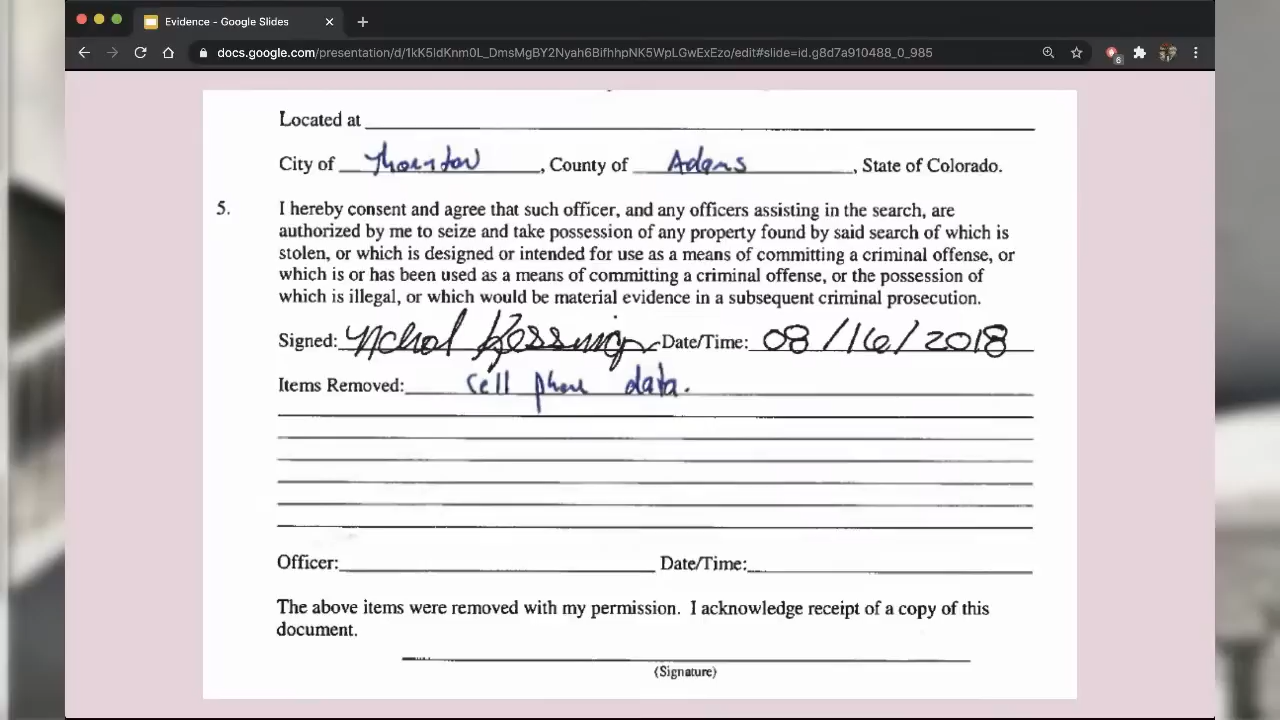 Evidence - Google Slides
docs.google.com/presentation/d/1kK5ldKnm0L_DmsMgBY2Nyah6BifhhpNK5WpLGwExEzo/edit#slide=id.g8d7a910488_0_985
6
Located at
City of Thornton, County of Adams, State of Colorado.
5. I hereby consent and agree that such officer, and any officers assisting in the search, are
authorized by me to seize and take possession of any property found by said search of which is
stolen, or which is designed or intended for use as a means of committing a criminal offense, or
which is or has been used as a means of committing a criminal offense, or the possession of
which is illegal, or which would be material evidence in a subsequent criminal prosecution.
Signed: Nichol Kessinger Date/Time: 08/16/2018
Items Removed: cell phone data.
Officer: Date/Time:
The above items were removed with my permission. I acknowledge receipt of a copy of this
document.
(Signature)